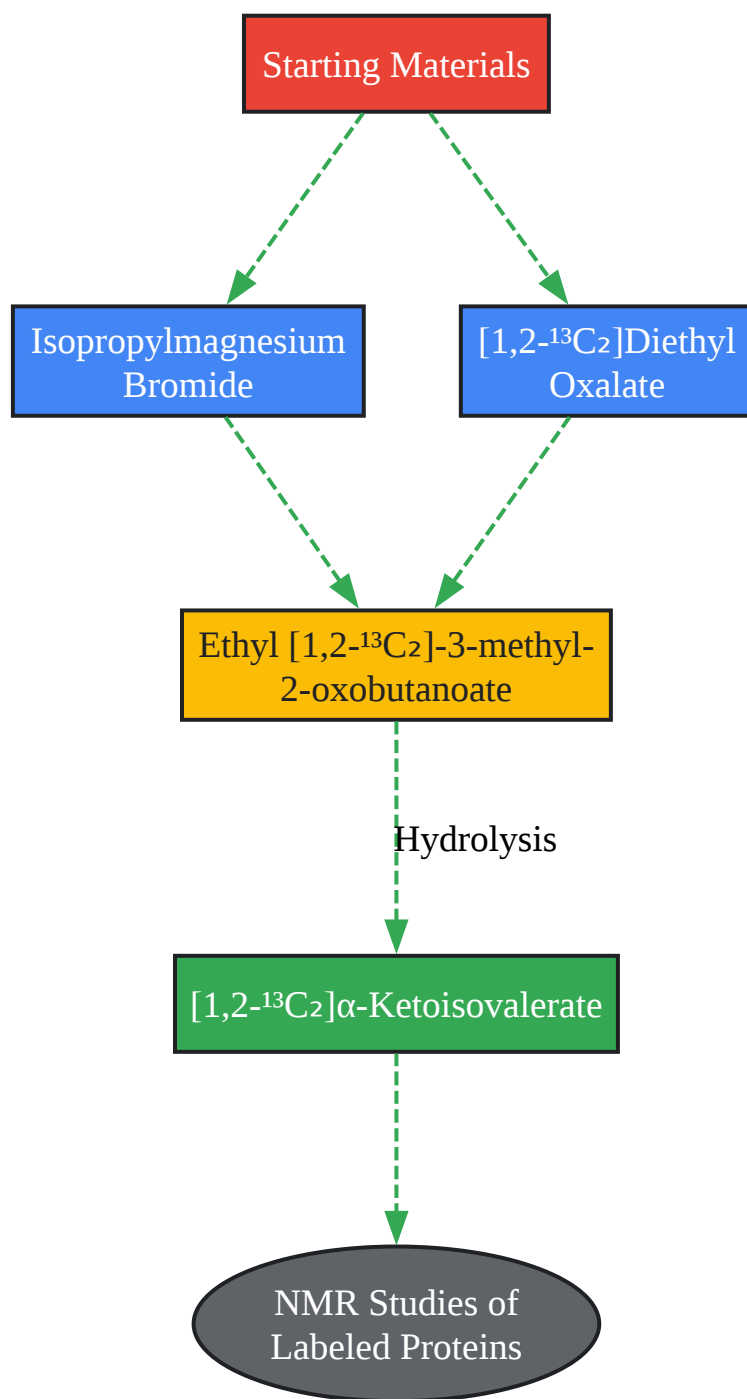 Starting Materials
Isopropylmagnesium
Bromide
[1,2-¹³C₂]Diethyl
Oxalate
Ethyl [1,2-¹³C₂]-3-methyl-
2-oxobutanoate
Hydrolysis
[1,2-¹³C₂]α-Ketoisovalerate
NMR Studies of
Labeled Proteins